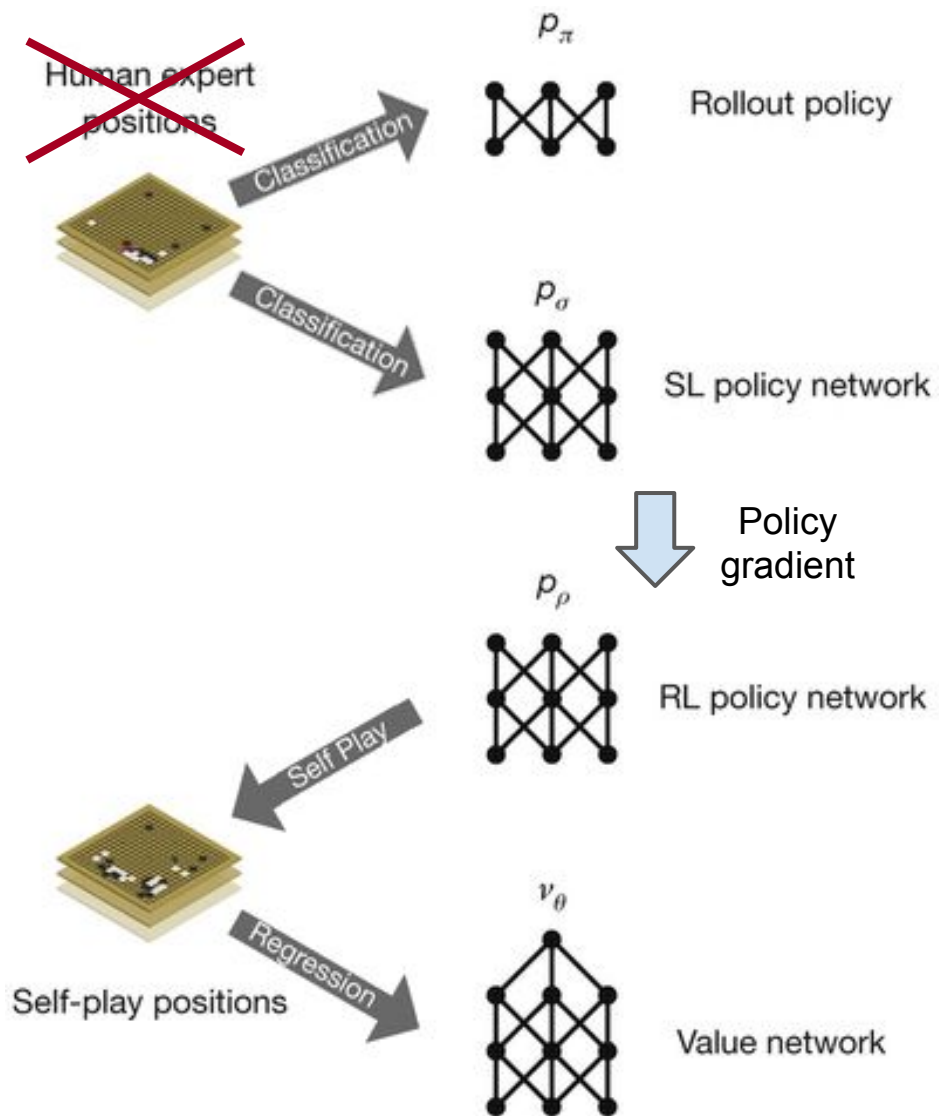 Human expert
positions
Classification
p_π
Rollout policy
Classification
p_σ
SL policy network
Policy
gradient
p_ρ
RL policy network
Self Play
Self-play positions
Regression
ν_θ
Value network